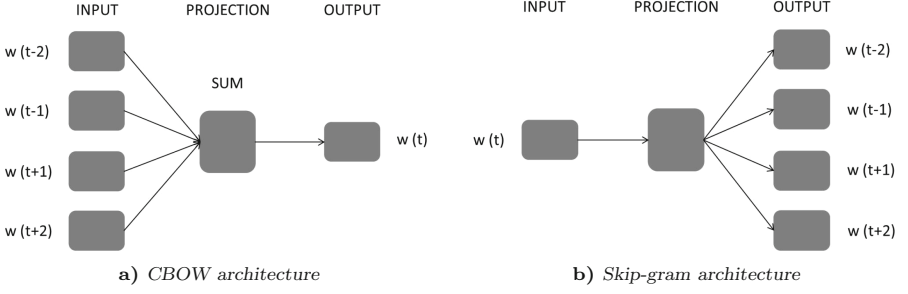 INPUT PROJECTION OUTPUT
w (t-2)
w (t-1)
SUM
w (t+1)
w (t+2)
w (t)
a) CBOW architecture
INPUT PROJECTION OUTPUT
w (t)
w (t-2)
w (t-1)
w (t+1)
w (t+2)
b) Skip-gram architecture